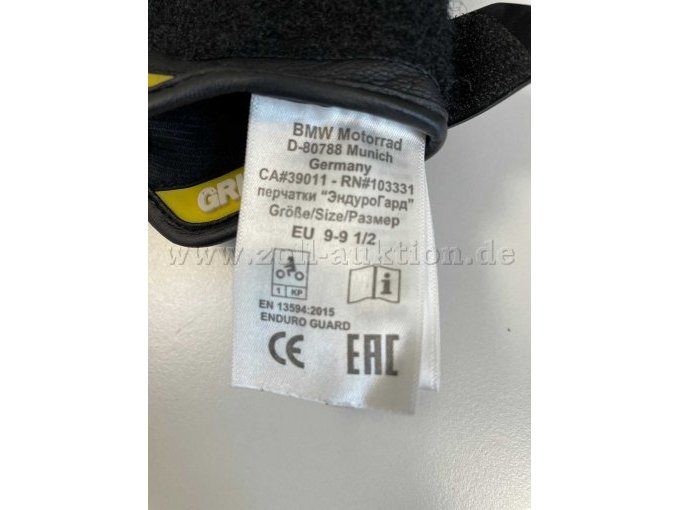 BMW Motorrad
D-80788 Munich
Germany
CA#39011 - RN#103331
перчатки "ЭндуроГард"
Größe/Size/Размер
EU 9-9 1/2
www.zoll-auktion.de
1 KP
i
EN 13594:2015
ENDURO GUARD
CE EAC